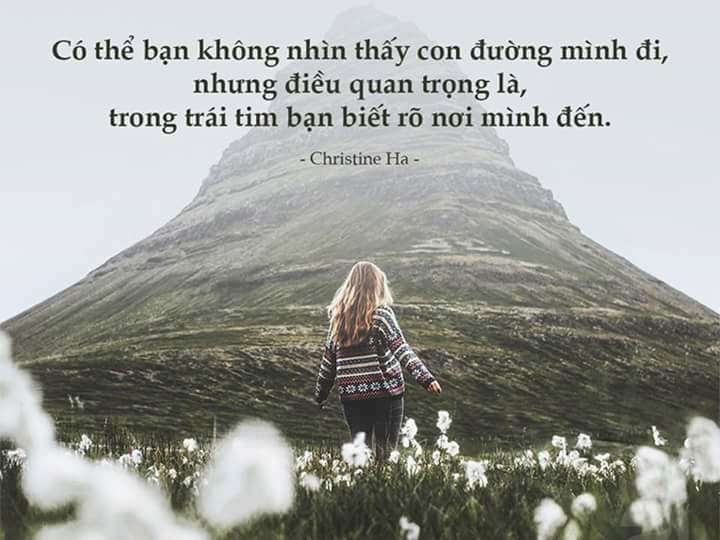 Có thể bạn không nhìn thấy con đường mình đi,
nhưng điều quan trọng là,
trong trái tim bạn biết rõ nơi mình đến.
- Christine Ha -